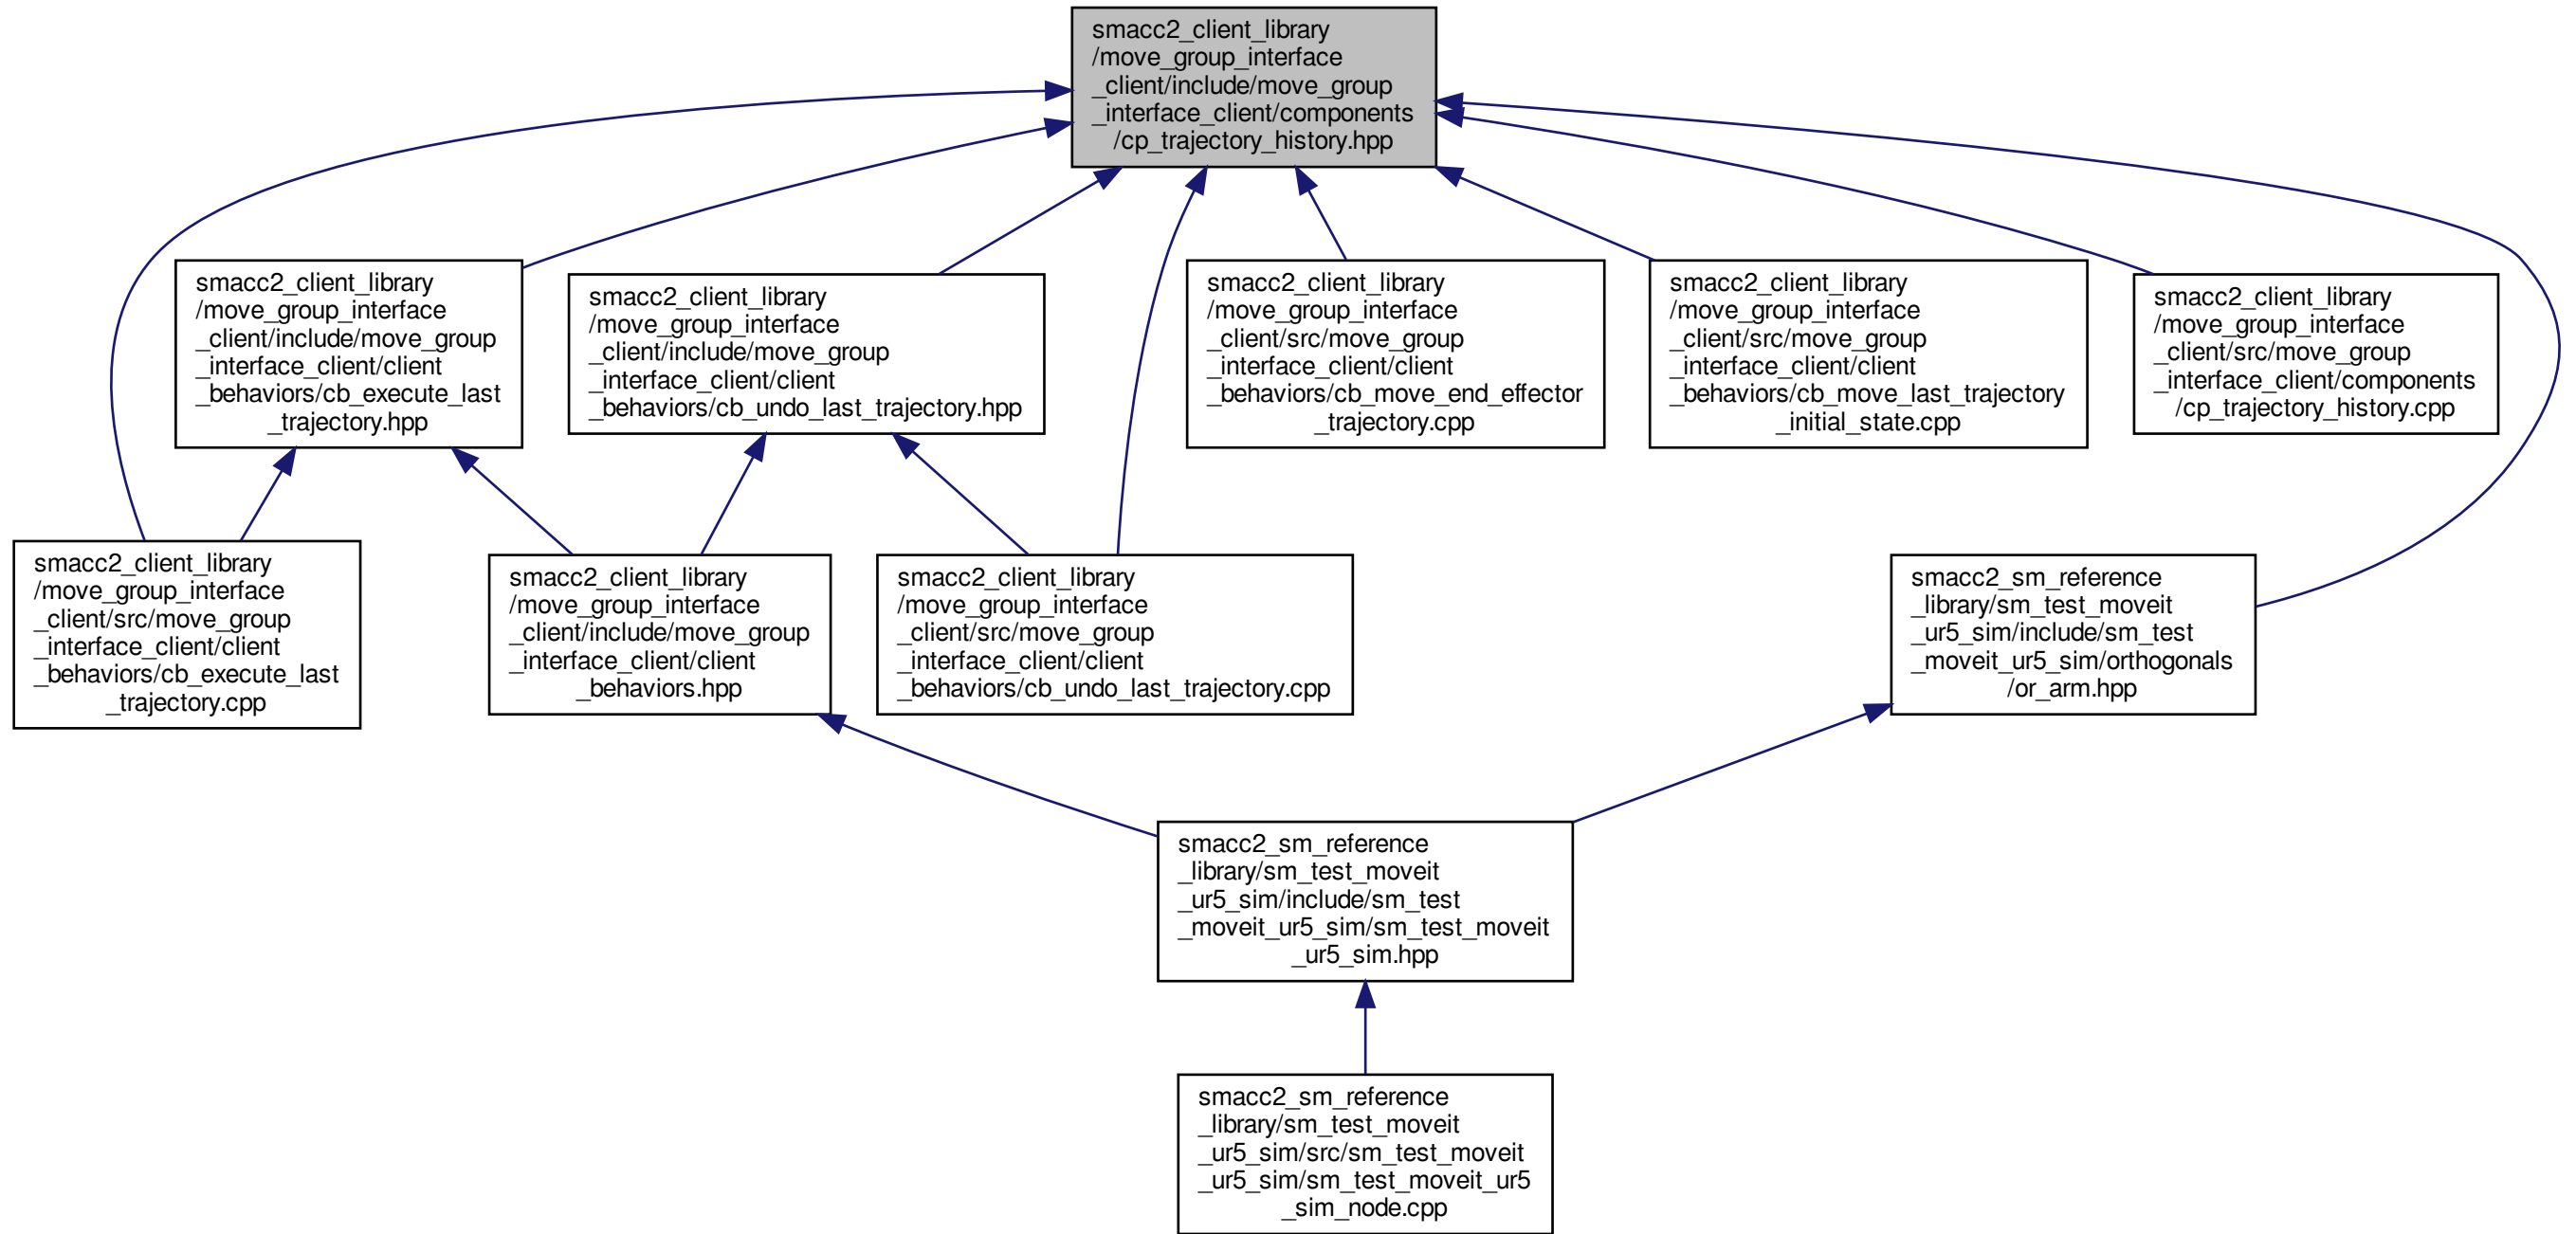 smacc2_client_library
/move_group_interface
_client/include/move_group
_interface_client/components
/cp_trajectory_history.hpp
smacc2_client_library
/move_group_interface
_client/include/move_group
_interface_client/client
_behaviors/cb_execute_last
_trajectory.hpp
smacc2_client_library
/move_group_interface
_client/include/move_group
_interface_client/client
_behaviors/cb_undo_last_trajectory.hpp
smacc2_client_library
/move_group_interface
_client/src/move_group
_interface_client/client
_behaviors/cb_move_end_effector
_trajectory.cpp
smacc2_client_library
/move_group_interface
_client/src/move_group
_interface_client/client
_behaviors/cb_move_last_trajectory
_initial_state.cpp
smacc2_client_library
/move_group_interface
_client/src/move_group
_interface_client/components
/cp_trajectory_history.cpp
smacc2_client_library
/move_group_interface
_client/src/move_group
_interface_client/client
_behaviors/cb_execute_last
_trajectory.cpp
smacc2_client_library
/move_group_interface
_client/include/move_group
_interface_client/client
_behaviors.hpp
smacc2_client_library
/move_group_interface
_client/src/move_group
_interface_client/client
_behaviors/cb_undo_last_trajectory.cpp
smacc2_sm_reference
_library/sm_test_moveit
_ur5_sim/include/sm_test
_moveit_ur5_sim/orthogonals
/or_arm.hpp
smacc2_sm_reference
_library/sm_test_moveit
_ur5_sim/include/sm_test
_moveit_ur5_sim/sm_test_moveit
_ur5_sim.hpp
smacc2_sm_reference
_library/sm_test_moveit
_ur5_sim/src/sm_test_moveit
_ur5_sim/sm_test_moveit_ur5
_sim_node.cpp